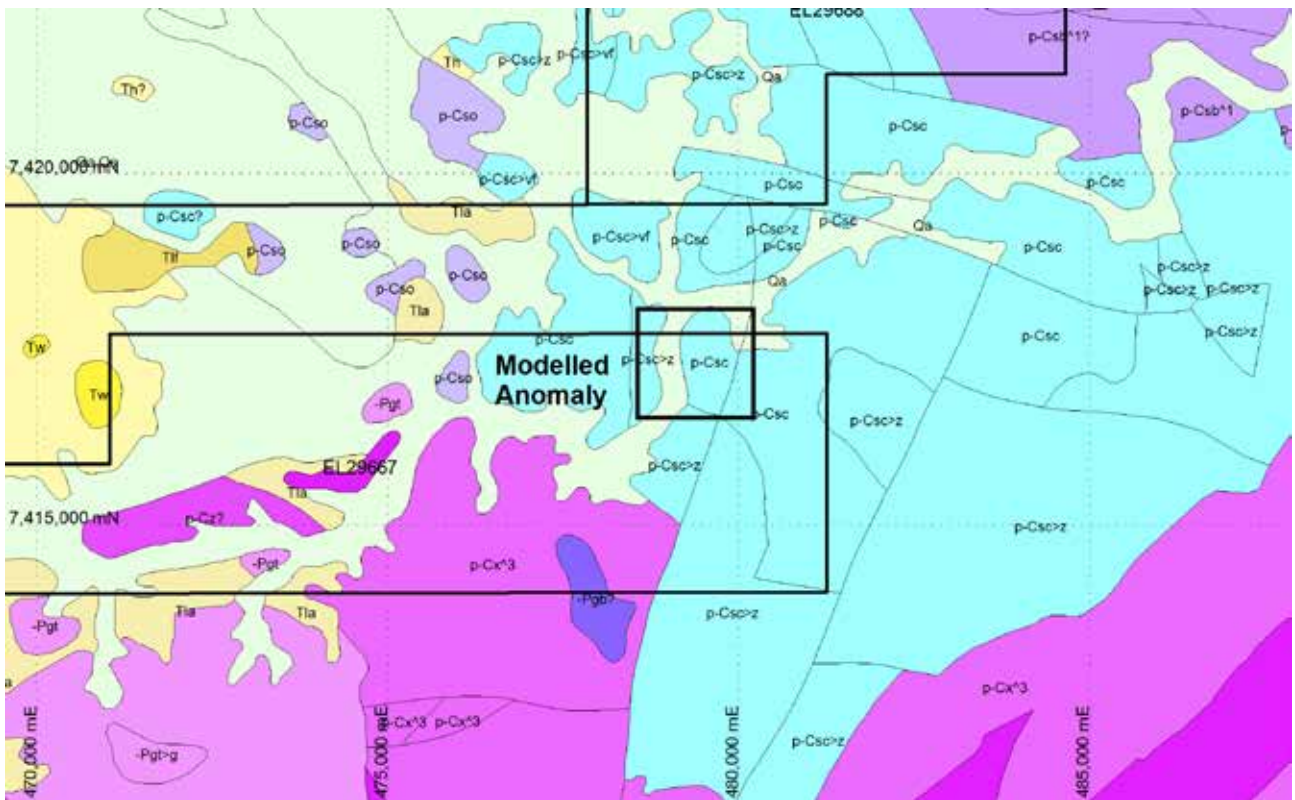 EL29688
p-Csb^1?
Th
p-Csc>z
p-Csc>vf
p-Csc>z
Qa
Th?
p-Cso
p-Cso
p-Csc
p-Csb^1
7,420,000 mN
p-Csc>vf
p-Csc
p-Csc
p-Csc?
Tla
p-Csc>vf
p-Csc
p-Csc>z
p-Csc
p-Csc
Qa
p-Csc
Tlf
p-Cso
p-Cso
p-Cso
p-Cso
Qa
p-Csc>z
p-Csc>z
p-Csc>z
Tla
p-Csc>z
Tw
p-Csc
p-Csc
p-Csc>z
p-Csc
Modelled
Anomaly
Tw
p-Cso
-Pgt
p-Csc
p-Csc>z
EL29667
p-Csc>z
Tla
7,415,000 mN
p-Cz?
p-Csc>z
-Pgt
p-Cx^3
-Pgb?
Tla
Tla
-Pgt
p-Csc>z
a
p-Cx^3
p-Cx^3
p-Cx^3
p-Csc>z
-Pgt>g
470,000 mE
475,000 mE
480,000 mE
485,000 mE